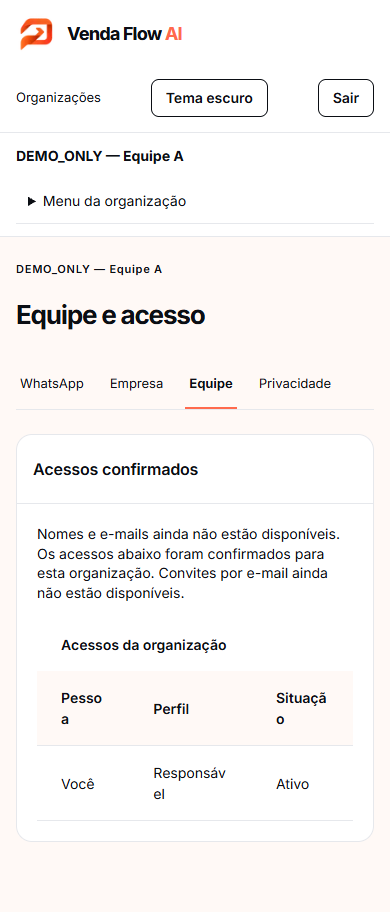 Venda Flow AI
Organizações
Tema escuro
Sair
DEMO_ONLY — Equipe A
Menu da organização
DEMO_ONLY — Equipe A
Equipe e acesso
WhatsApp
Empresa
Equipe
Privacidade
Acessos confirmados
Nomes e e-mails ainda não estão disponíveis.
Os acessos abaixo foram confirmados para
esta organização. Convites por e-mail ainda
não estão disponíveis.
Acessos da organização
Pesso
a
Perfil
Situaçã
o
Você
Responsáv
el
Ativo